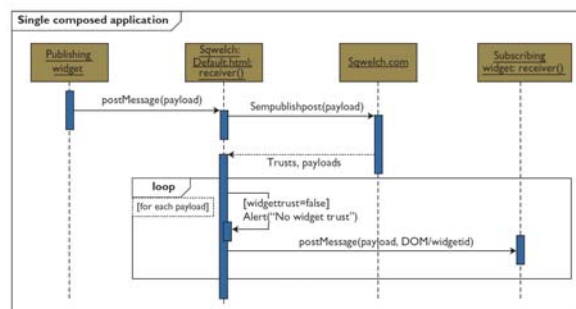 Single composed application
Publishing
widget
Sqwelch:
Default.html:
receiver()
Sqwelch.com
Subscribing
widget: receiver()
postMessage(payload)
Sempublishpost(payload)
Trusts, payloads
loop
[for each payload]
[widgettrust=false]
Alert("No widget trust")
postMessage(payload, DOM/widgetid)